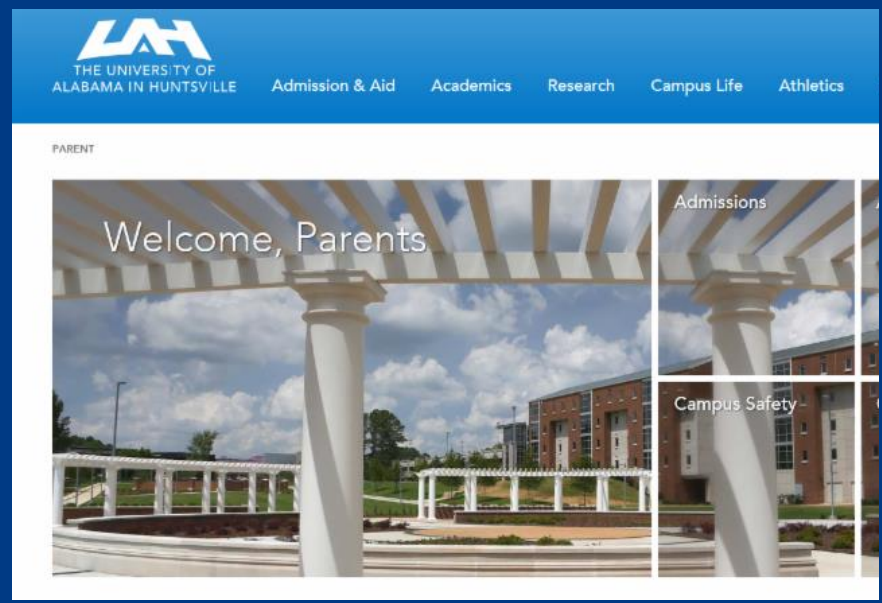 UAH
THE UNIVERSITY OF
ALABAMA IN HUNTSVILLE
Admission & Aid
Academics
Research
Campus Life
Athletics
PARENT
Welcome, Parents
Admissions
Campus Safety